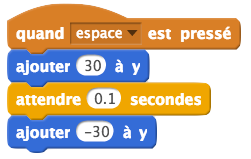 quand espace est pressé
ajouter 30 à y
attendre 0.1 secondes
ajouter -30 à y